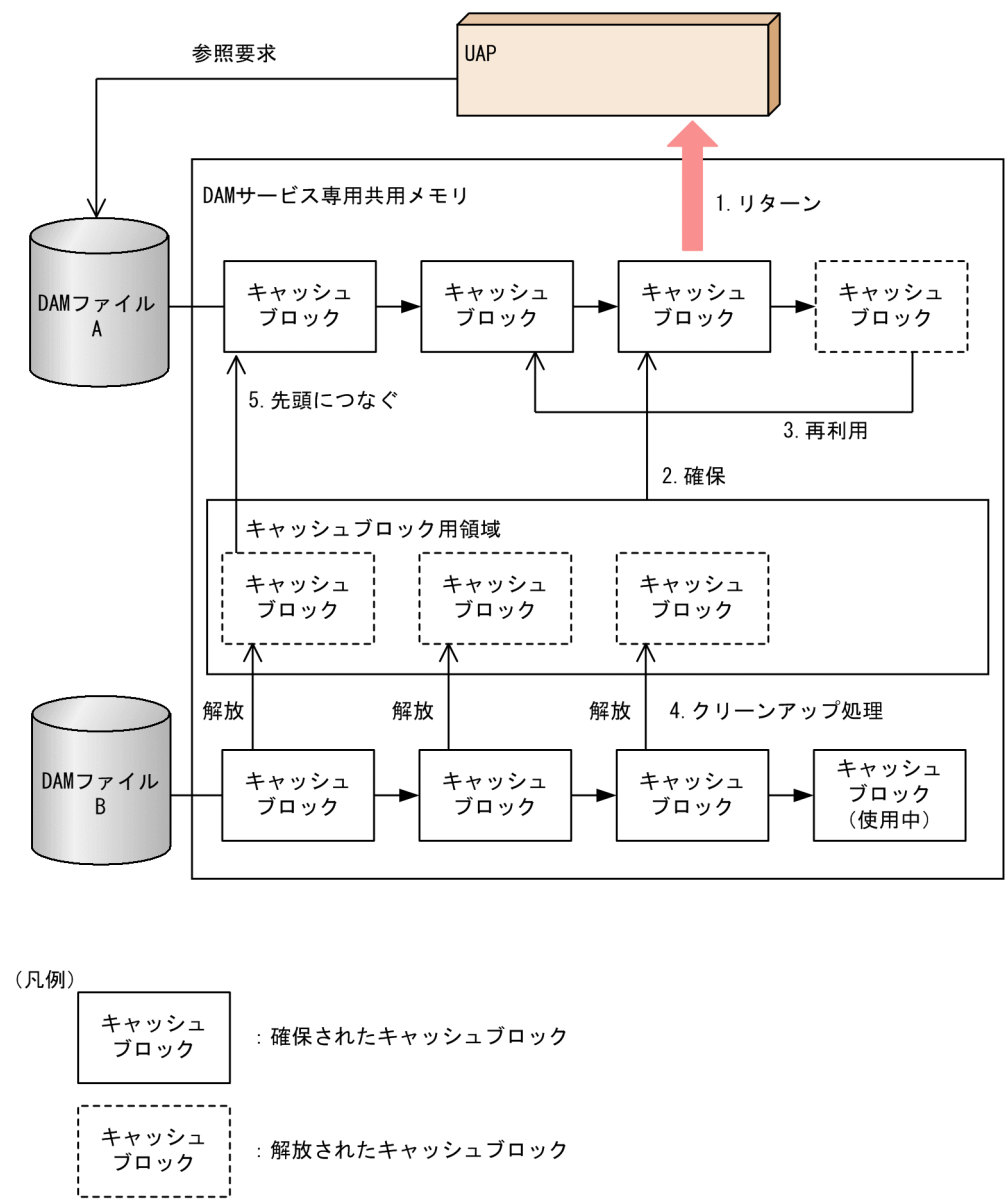 参照要求
UAP
DAMサービス専用共用メモリ
1.リターン
DAMファイル
A
キャッシュ
ブロック
キャッシュ
ブロック
キャッシュ
ブロック
キャッシュ
ブロック
5.先頭につなぐ
3.再利用
2.確保
キャッシュブロック用領域
キャッシュ
ブロック
キャッシュ
ブロック
キャッシュ
ブロック
解放
解放
解放
4.クリーンアップ処理
DAMファイル
B
キャッシュ
ブロック
キャッシュ
ブロック
キャッシュ
ブロック
キャッシュ
ブロック
(使用中)
(凡例)
キャッシュ
ブロック
:確保されたキャッシュブロック
キャッシュ
ブロック
:解放されたキャッシュブロック